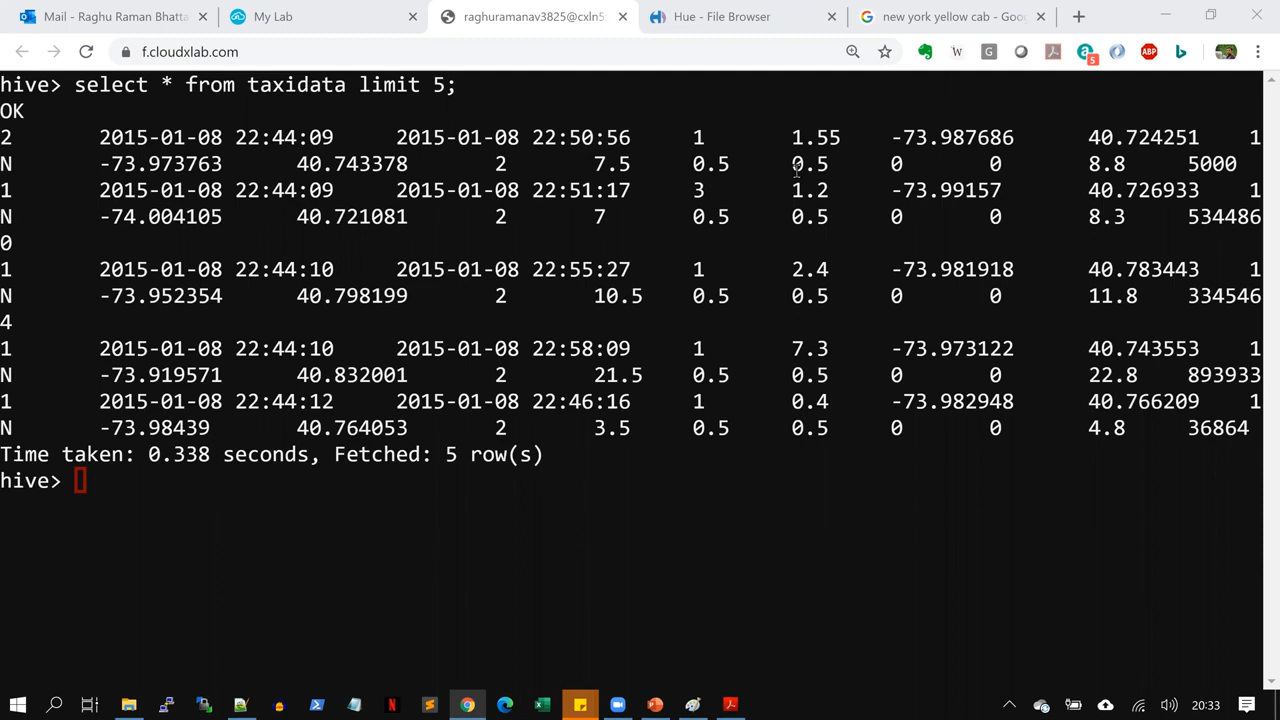 Mail - Raghu Raman Bhatta
My Lab
raghuramanav3825@cxln5
Hue - File Browser
new york yellow cab - Goo
f.cloudxlab.com
hive> select * from taxidata limit 5;
OK
2 2015-01-08 22:44:09 2015-01-08 22:50:56 1 1.55 -73.987686 40.724251 1
N -73.973763 40.743378 2 7.5 0.5 0.5 0 0 8.8 5000
1 2015-01-08 22:44:09 2015-01-08 22:51:17 3 1.2 -73.99157 40.726933 1
N -74.004105 40.721081 2 7 0.5 0.5 0 0 8.3 534486
0
1 2015-01-08 22:44:10 2015-01-08 22:55:27 1 2.4 -73.981918 40.783443 1
N -73.952354 40.798199 2 10.5 0.5 0.5 0 0 11.8 334546
4
1 2015-01-08 22:44:10 2015-01-08 22:58:09 1 7.3 -73.973122 40.743553 1
N -73.919571 40.832001 2 21.5 0.5 0.5 0 0 22.8 893933
1 2015-01-08 22:44:12 2015-01-08 22:46:16 1 0.4 -73.982948 40.766209 1
N -73.98439 40.764053 2 3.5 0.5 0.5 0 0 4.8 36864
Time taken: 0.338 seconds, Fetched: 5 row(s)
hive>
20:33